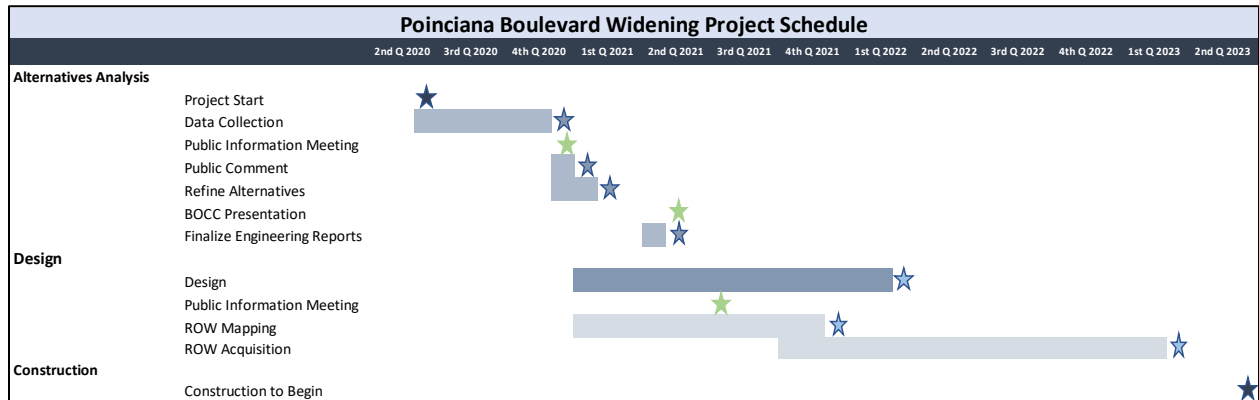 Poinciana Boulevard Widening Project Schedule
2nd Q 2020 3rd Q 2020 4th Q 2020 1st Q 2021 2nd Q 2021 3rd Q 2021 4th Q 2021 1st Q 2022 2nd Q 2022 3rd Q 2022 4th Q 2022 1st Q 2023 2nd Q 2023
Alternatives Analysis
Project Start
Data Collection
Public Information Meeting
Public Comment
Refine Alternatives
BOCC Presentation
Finalize Engineering Reports
Design
Design
Public Information Meeting
ROW Mapping
ROW Acquisition
Construction
Construction to Begin